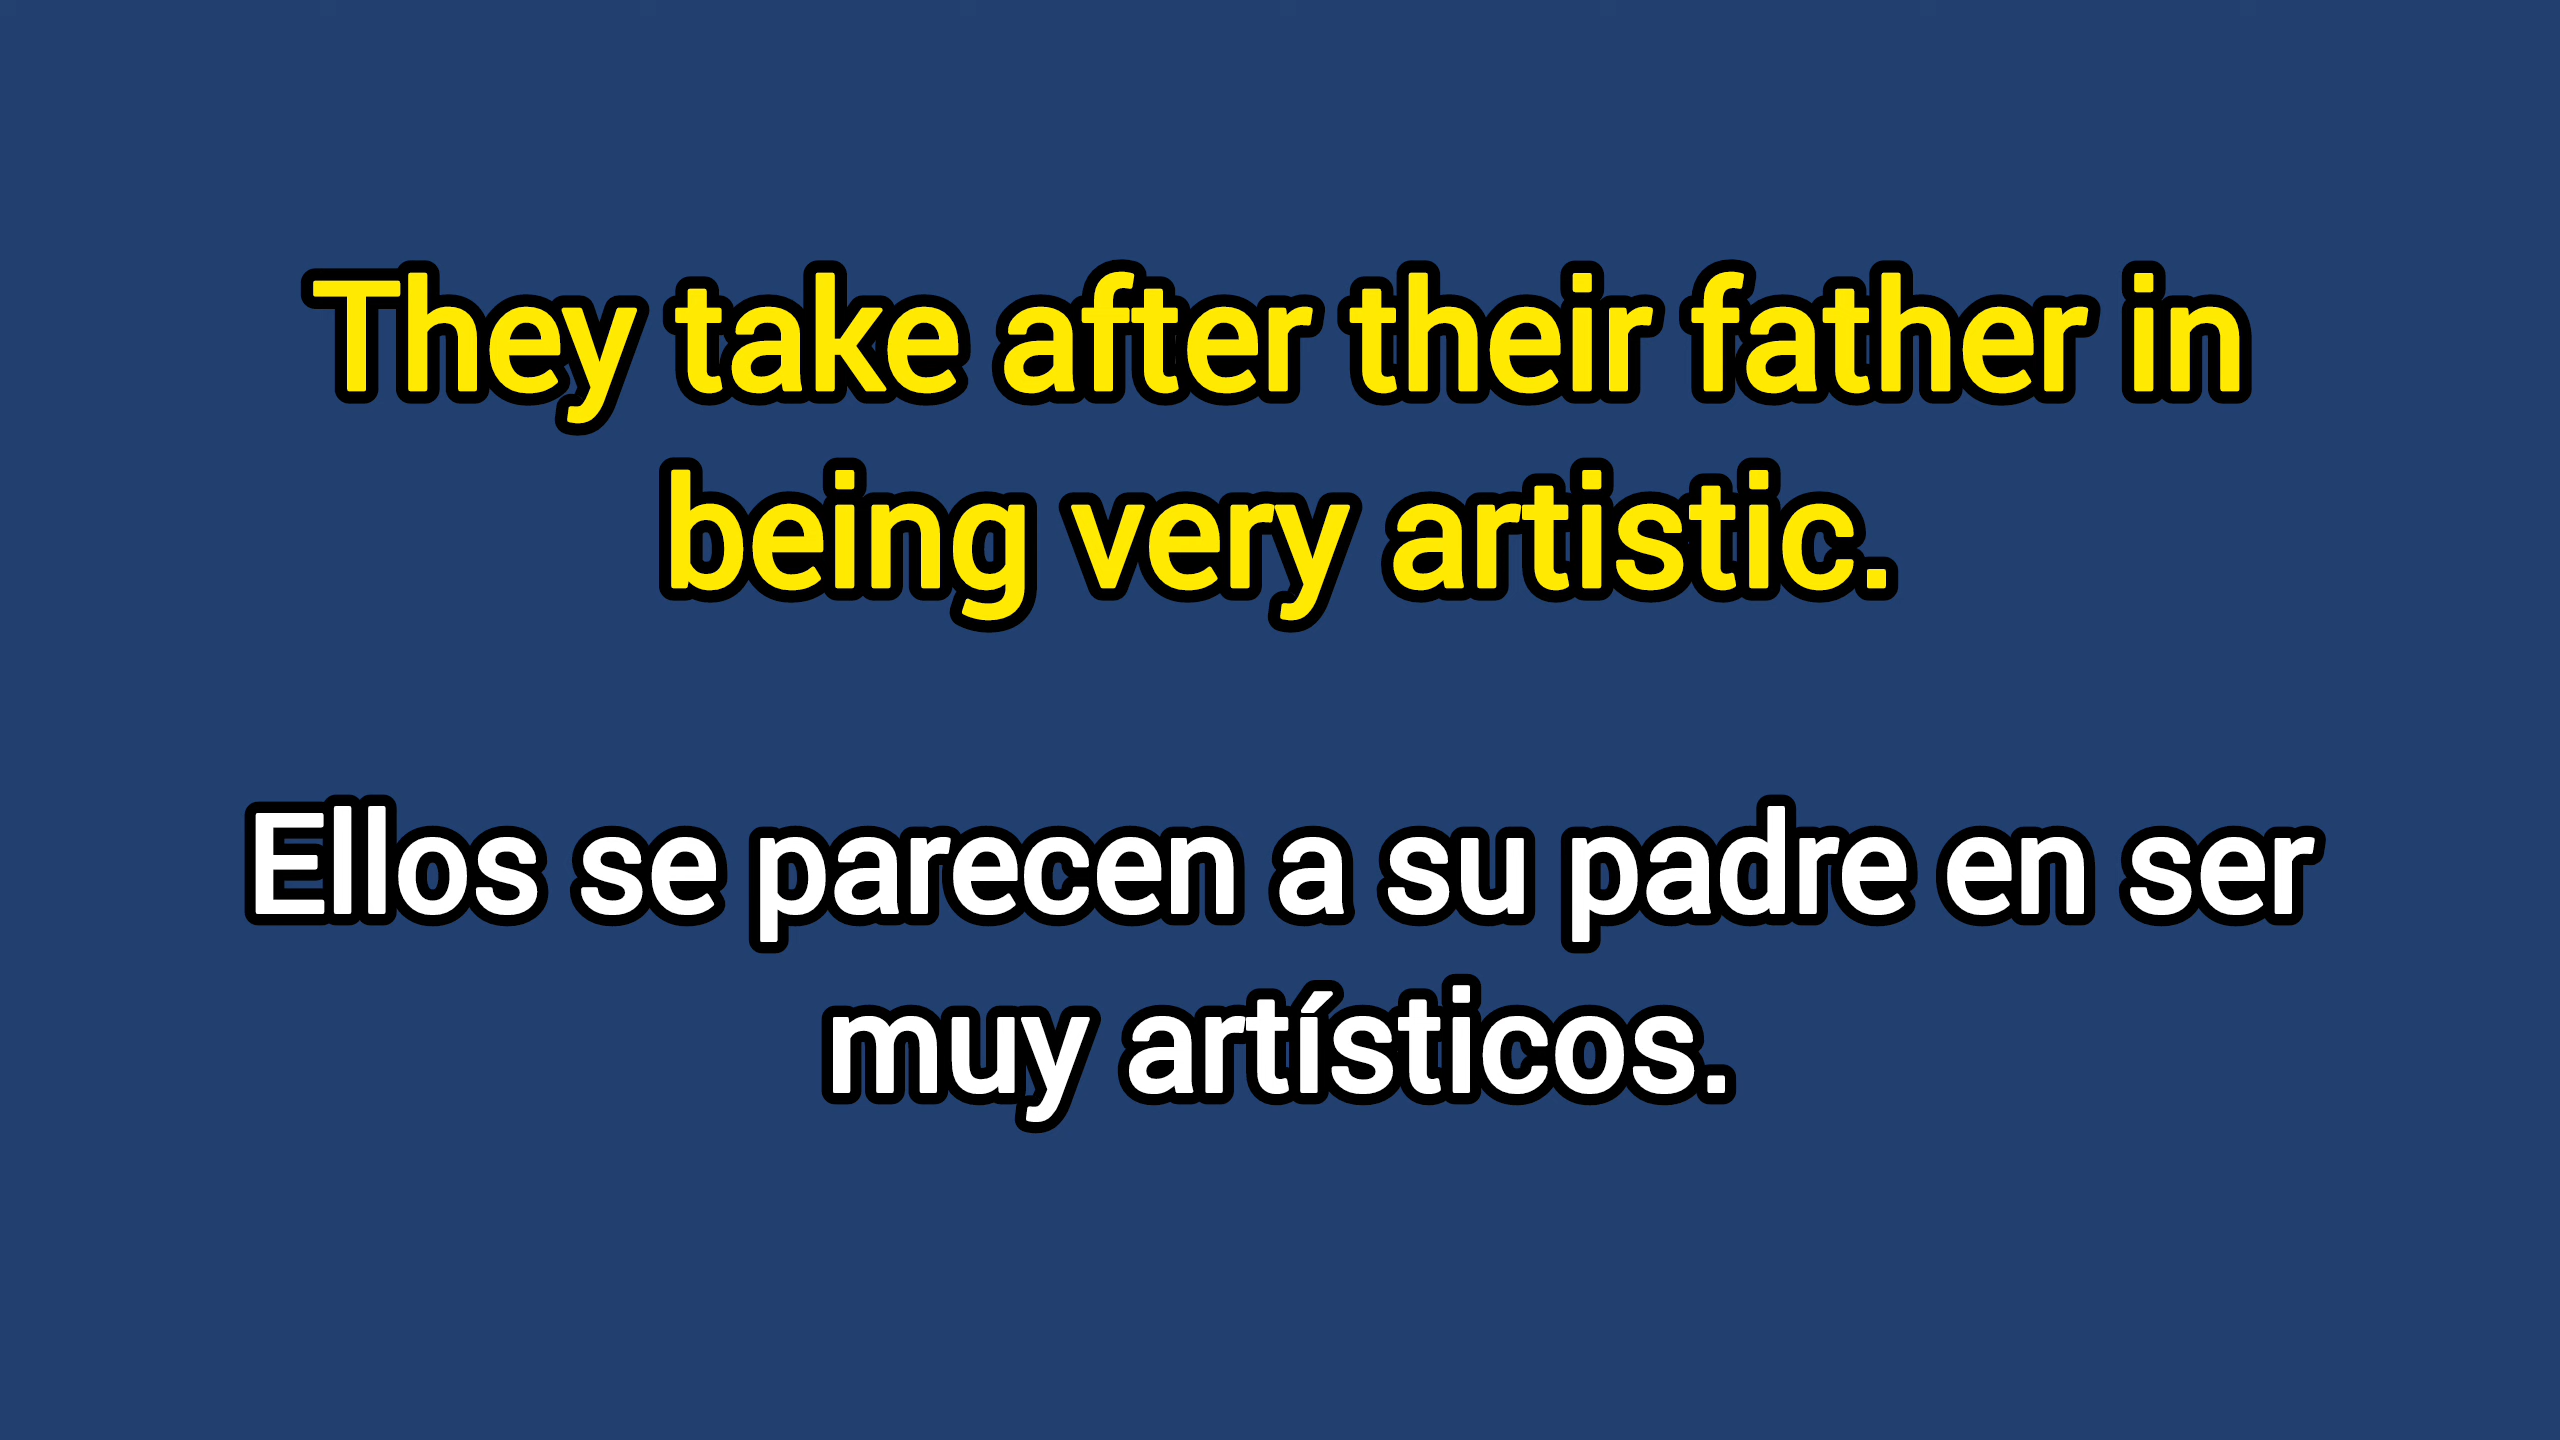 They take after their father in
being very artistic.
Ellos se parecen a su padre en ser
muy artísticos.